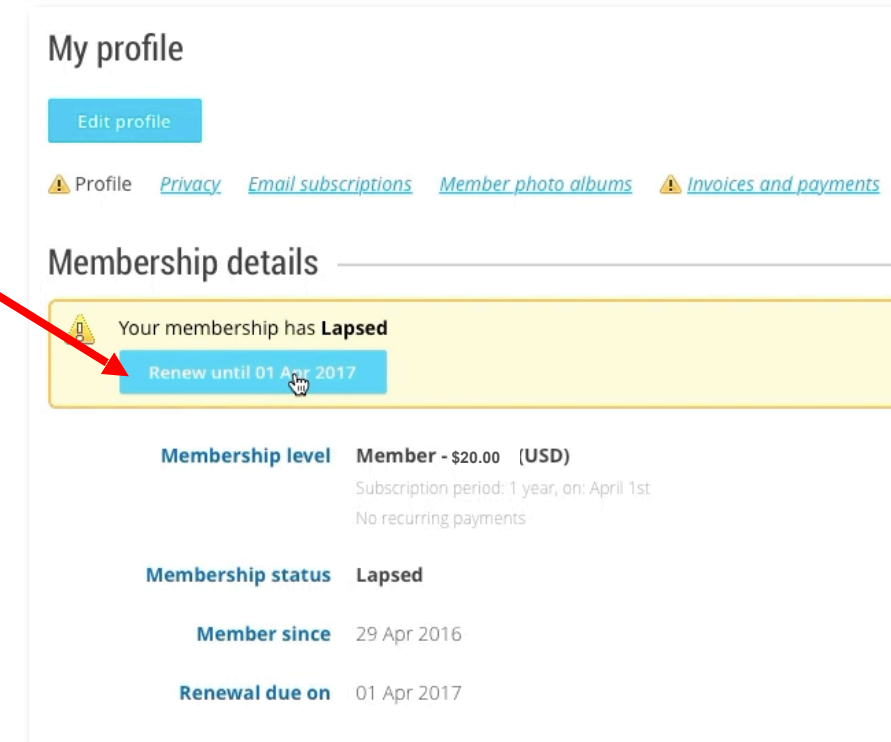 My profile
Edit profile
Profile Privacy Email subscriptions Member photo albums Invoices and payments
Membership details
Your membership has Lapsed
Renew until 01 Apr 2017
Membership level Member - $20.00 (USD)
Subscription period: 1 year, on: April 1st
No recurring payments
Membership status Lapsed
Member since 29 Apr 2016
Renewal due on 01 Apr 2017